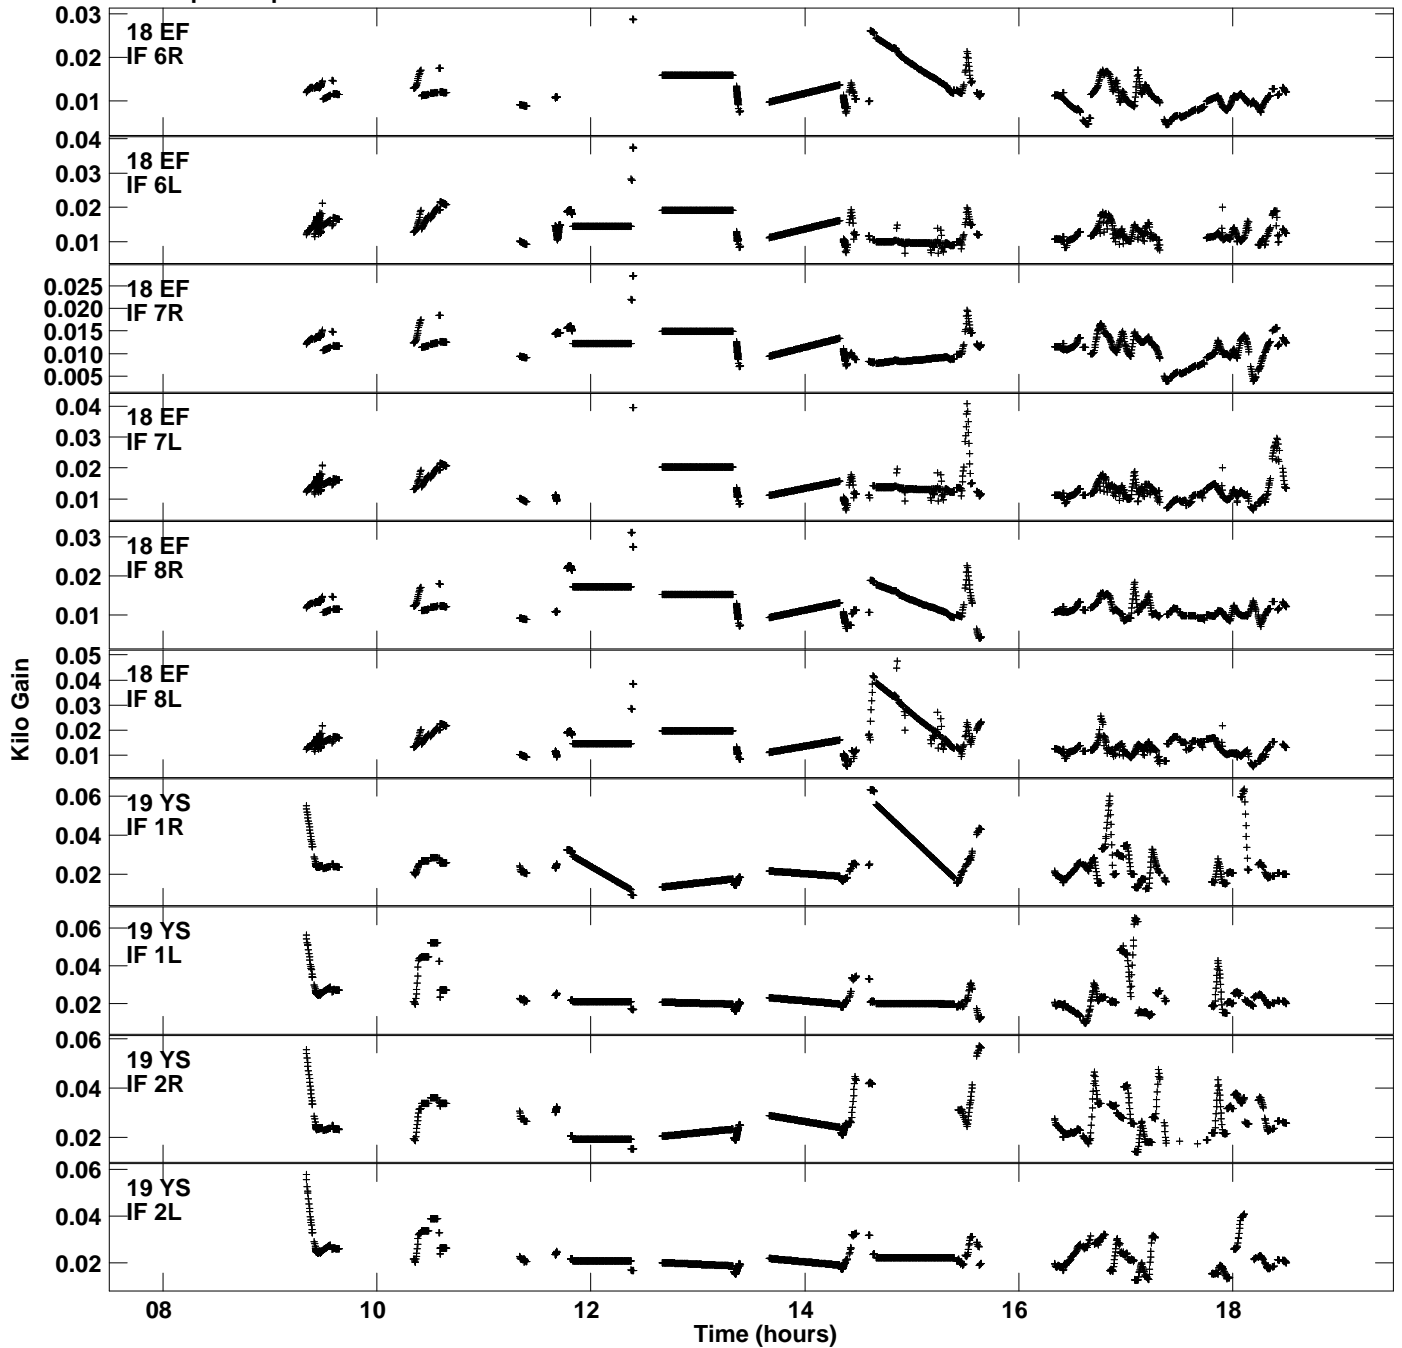 0.03
0.02
0.01
18 EF
IF 6R
0.04
0.03
0.02
0.01
18 EF
IF 6L
0.025
0.020
0.015
0.010
0.005
18 EF
IF 7R
0.04
0.03
0.02
0.01
18 EF
IF 7L
0.03
0.02
0.01
18 EF
IF 8R
0.05
0.04
0.03
0.02
0.01
18 EF
IF 8L
Kilo Gain
0.06
0.04
0.02
19 YS
IF 1R
0.06
0.04
0.02
19 YS
IF 1L
0.06
0.04
0.02
19 YS
IF 2R
0.06
0.04
0.02
19 YS
IF 2L
08 10 12 14 16 18
Time (hours)